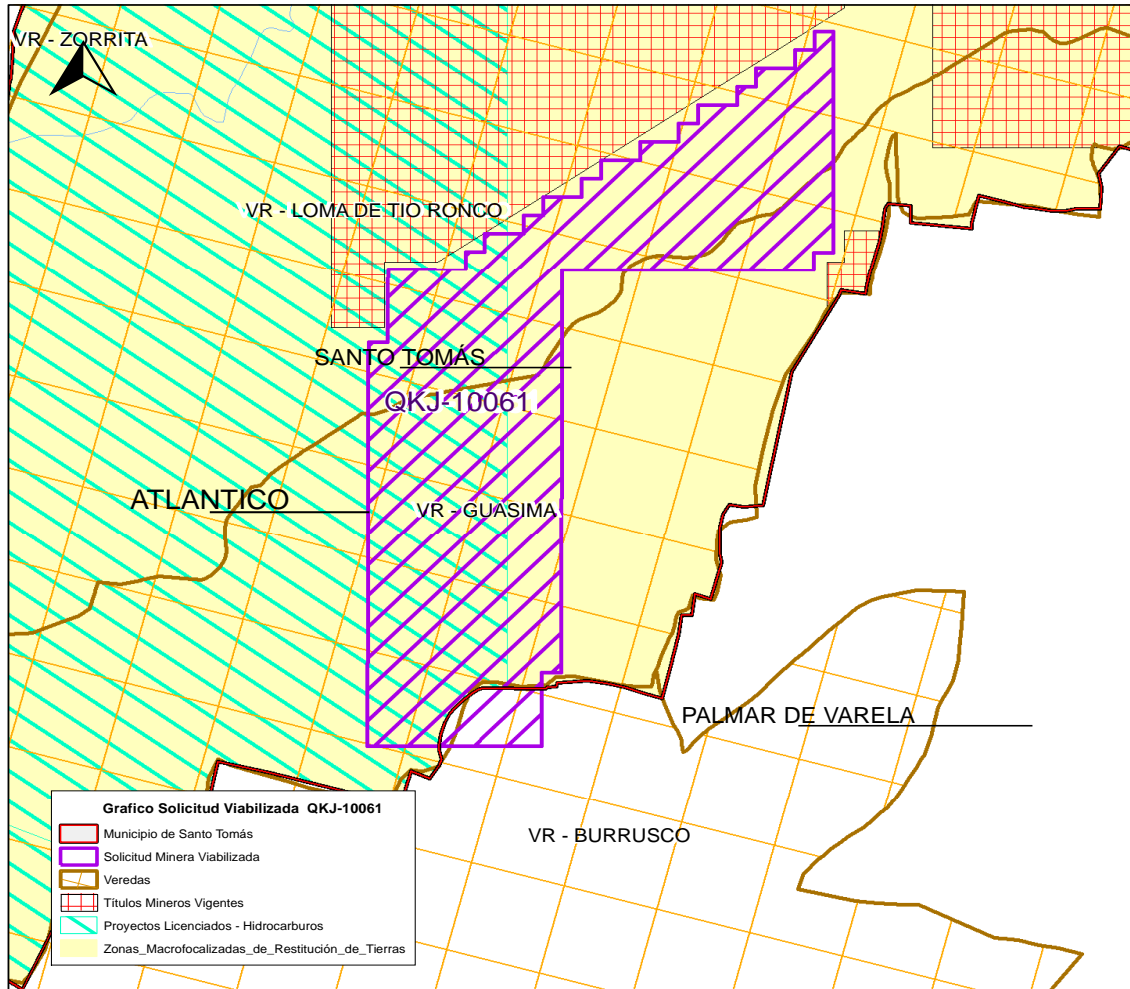 VR - ZORRITA
VR - LOMA DE TIO RONCO
SANTO TOMÁS
QKJ-10061
ATLANTICO
VR - GUASIMA
PALMAR DE VARELA
VR - BURRUSCO
Grafico Solicitud Viabilizada QKJ-10061
Municipio de Santo Tomás
Solicitud Minera Viabilizada
Veredas
Títulos Mineros Vigentes
Proyectos Licenciados - Hidrocarburos
Zonas_Macrofocalizadas_de_Restitución_de_Tierras